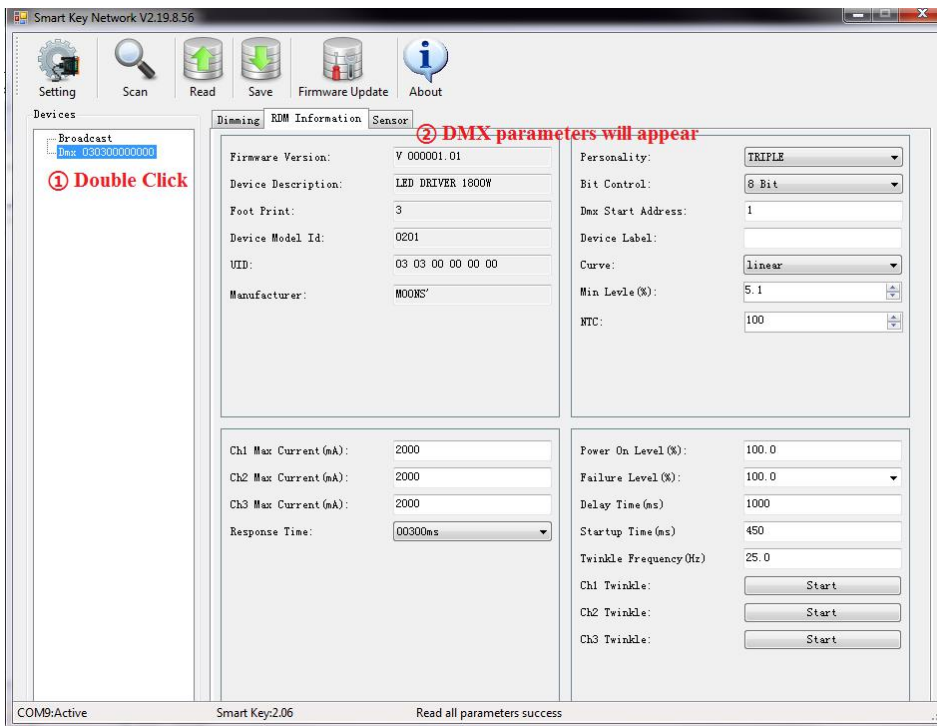 Smart Key Network V2.19.8.56
Setting Scan Read Save Firmware Update About
Devices
Broadcast
Dmx 030300000000
① Double Click
Dimming RDM Information Sensor
② DMX parameters will appear
Firmware Version: V 000001.01
Device Description: LED DRIVER 1800W
Foot Print: 3
Device Model Id: 0201
UID: 03 03 00 00 00 00
Manufacturer: MOONS'
Personality: TRIPLE
Bit Control: 8 Bit
Dmx Start Address: 1
Device Label:
Curve: linear
Min Levle(%): 5.1
NTC: 100
Ch1 Max Current(mA): 2000
Ch2 Max Current(mA): 2000
Ch3 Max Current(mA): 2000
Response Time: 00300ms
Power On Level(%): 100.0
Failure Level(%): 100.0
Delay Time(ms) 1000
Startup Time(ms) 450
Twinkle Frequency(Hz) 25.0
Ch1 Twinkle: Start
Ch2 Twinkle: Start
Ch3 Twinkle: Start
COM9:Active Smart Key:2.06 Read all parameters success